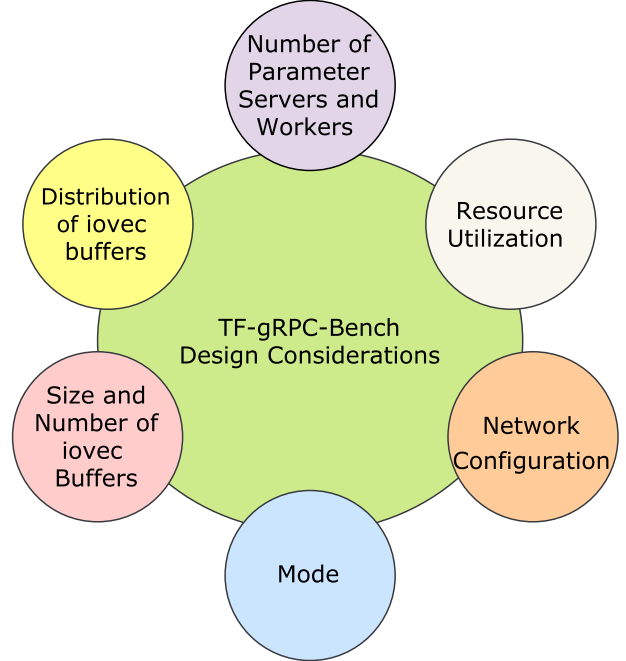 Number of
Parameter
Servers and
Workers
Distribution
of iovec
buffers
Resource
Utilization
TF-gRPC-Bench
Design Considerations
Size and
Number of
iovec
Buffers
Network
Configuration
Mode